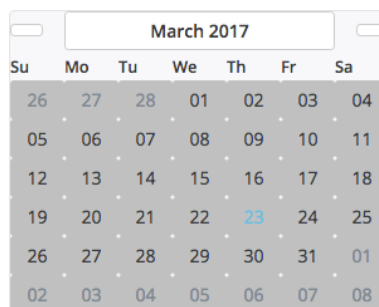 March 2017
Su Mo Tu We Th Fr Sa
26 27 28 01 02 03 04
05 06 07 08 09 10 11
12 13 14 15 16 17 18
19 20 21 22 23 24 25
26 27 28 29 30 31 01
02 03 04 05 06 07 08